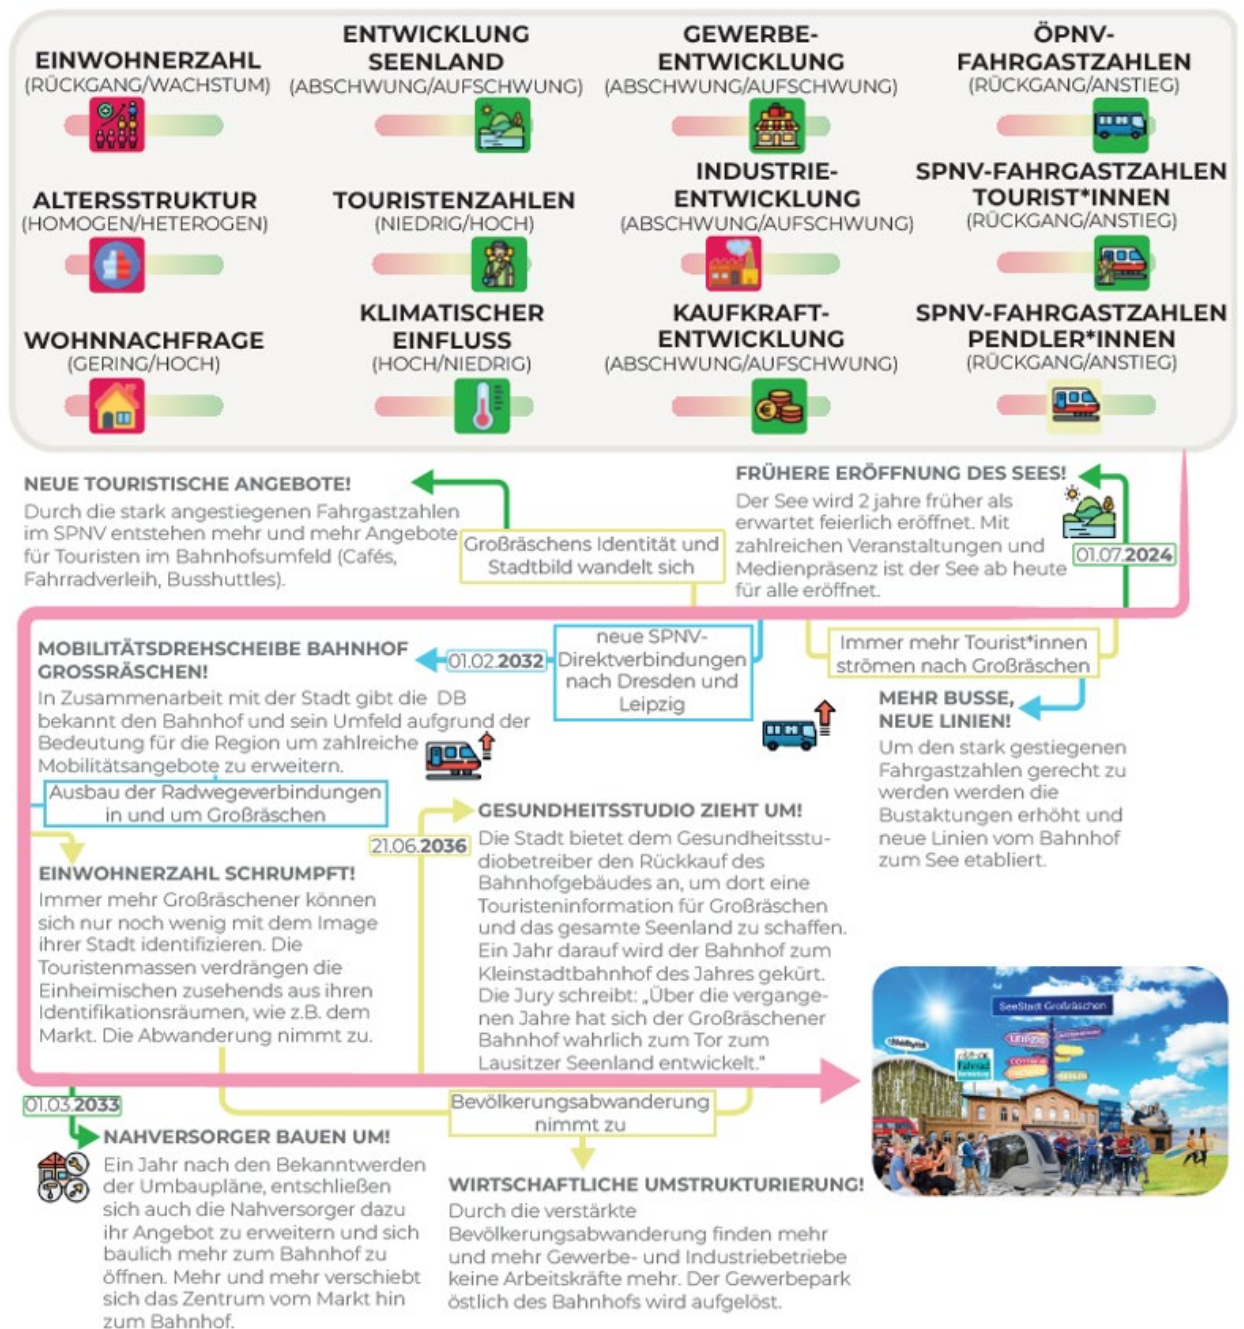 EINWOHNERZAHL
(RÜCKGANG/WACHSTUM)
ENTWICKLUNG
SEENLAND
(ABSCHWUNG/AUFSCHWUNG)
GEWERBE-
ENTWICKLUNG
(ABSCHWUNG/AUFSCHWUNG)
ÖPNV-
FAHRGASTZAHLEN
(RÜCKGANG/ANSTIEG)
ALTERSSTRUKTUR
(HOMOGEN/HETEROGEN)
TOURISTENZAHLEN
(NIEDRIG/HOCH)
INDUSTRIE-
ENTWICKLUNG
(ABSCHWUNG/AUFSCHWUNG)
SPNV-FAHRGASTZAHLEN
TOURIST*INNEN
(RÜCKGANG/ANSTIEG)
WOHNNACHFRAGE
(GERING/HOCH)
KLIMATISCHER
EINFLUSS
(HOCH/NIEDRIG)
KAUFKRAFT-
ENTWICKLUNG
(ABSCHWUNG/AUFSCHWUNG)
SPNV-FAHRGASTZAHLEN
PENDLER*INNEN
(RÜCKGANG/ANSTIEG)
FRÜHERE ERÖFFNUNG DES SEES!
Der See wird 2 jahre früher als
erwartet feierlich eröffnet. Mit
zahlreichen Veranstaltungen und
Medienpräsenz ist der See ab heute
für alle eröffnet.
01.07.2024
NEUE TOURISTISCHE ANGEBOTE!
Durch die stark angestiegenen Fahrgastzahlen
im SPNV entstehen mehr und mehr Angebote
für Touristen im Bahnhofsumfeld (Cafés,
Fahrradverleih, Busshuttles).
Großräschens Identität und
Stadtbild wandelt sich
Immer mehr Tourist*innen
strömen nach Großräschen
MEHR BUSSE,
NEUE LINIEN!
Um den stark gestiegenen
Fahrgastzahlen gerecht zu
werden werden die
Bustaktungen erhöht und
neue Linien vom Bahnhof
zum See etabliert.
neue SPNV-
Direktverbindungen
nach Dresden und
Leipzig
01.02.2032
MOBILITÄTSDREHSCHEIBE BAHNHOF
GROSSRÄSCHEN!
In Zusammenarbeit mit der Stadt gibt die DB
bekannt den Bahnhof und sein Umfeld aufgrund der
Bedeutung für die Region um zahlreiche
Mobilitätsangebote zu erweitern.
Ausbau der Radwegeverbindungen
in und um Großräschen
EINWOHNERZAHL SCHRUMPFT!
Immer mehr Großräschener können
sich nur noch wenig mit dem Image
ihrer Stadt identifizieren. Die
Touristenmassen verdrängen die
Einheimischen zusehends aus ihren
Identifikationsräumen, wie z.B. dem
Markt. Die Abwanderung nimmt zu.
21.06.2036
GESUNDHEITSSTUDIO ZIEHT UM!
Die Stadt bietet dem Gesundheitsstu-
diobetreiber den Rückkauf des
Bahnhofgebäudes an, um dort eine
Touristeninformation für Großräschen
und das gesamte Seenland zu schaffen.
Ein Jahr darauf wird der Bahnhof zum
Kleinstadtbahnhof des Jahres gekürt.
Die Jury schreibt: „Über die vergange-
nen Jahre hat sich der Großräschener
Bahnhof wahrlich zum Tor zum
Lausitzer Seenland entwickelt."
01.03.2033
NAHVERSORGER BAUEN UM!
Ein Jahr nach den Bekanntwerden
der Umbaupläne, entschließen
sich auch die Nahversorger dazu
ihr Angebot zu erweitern und sich
baulich mehr zum Bahnhof zu
öffnen. Mehr und mehr verschiebt
sich das Zentrum vom Markt hin
zum Bahnhof.
Bevölkerungsabwanderung
nimmt zu
WIRTSCHAFTLICHE UMSTRUKTURIERUNG!
Durch die verstärkte
Bevölkerungsabwanderung finden mehr
und mehr Gewerbe- und Industriebetriebe
keine Arbeitskräfte mehr. Der Gewerbepark
östlich des Bahnhofs wird aufgelöst.
SeeStadt Großräschen
LEIPZIG
COTTBUS
BERLIN
Fahrrad